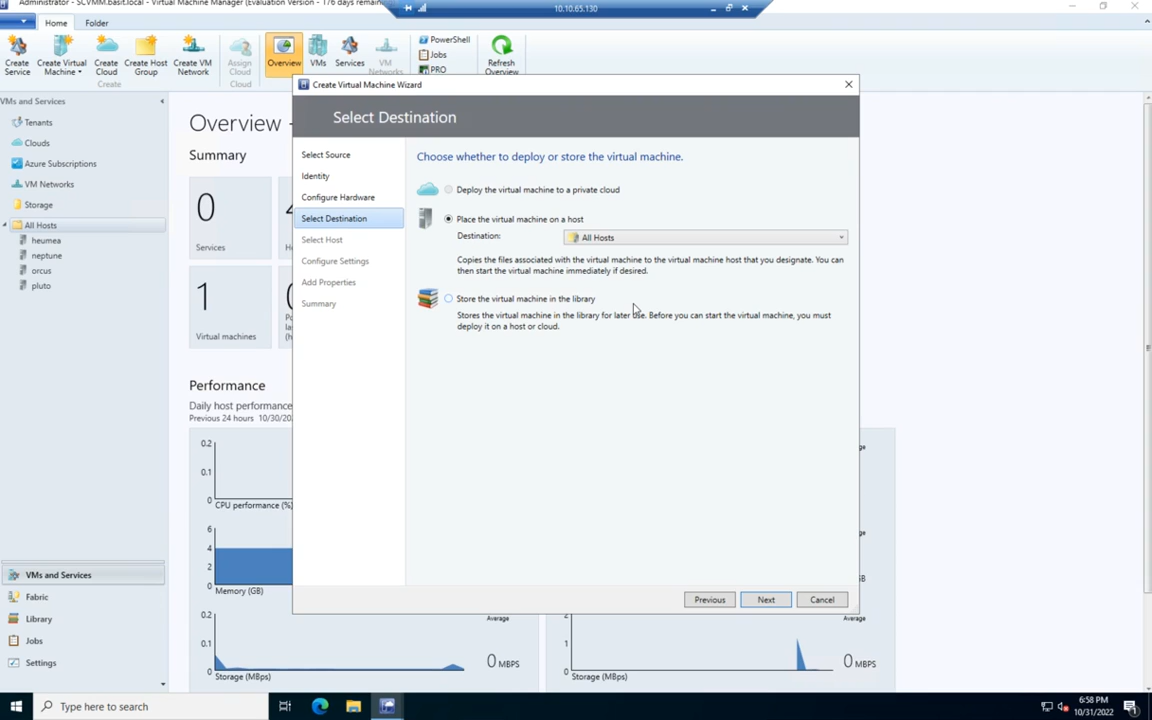 Administrator - SCVMM.basit.local - Virtual Machine Manager (Evaluation Version - 176 days remain
10.10.65.130
Home
Folder
Create Service
Create Virtual Machine
Create Cloud
Create Host Group
Create VM Network
Assign Cloud
Overview
VMs
Services
VM Networks
PowerShell
Jobs
PRO
Refresh Overview
Create
Cloud
VMs and Services
Tenants
Clouds
Azure Subscriptions
VM Networks
Storage
All Hosts
heumea
neptune
orcus
pluto
VMs and Services
Fabric
Library
Jobs
Settings
Overview -
Summary
0
Services
1
Virtual machines
Performance
Daily host performance
Previous 24 hours 10/30/20
0.2
0.1
0
CPU performance (%)
6
4
2
0
Memory (GB)
0.2
0.1
0
Storage (MBps)
Average
0 MBPS
2
1
0
Storage (MBps)
Average
0 MBPS
Create Virtual Machine Wizard
Select Destination
Select Source
Identity
Configure Hardware
Select Destination
Select Host
Configure Settings
Add Properties
Summary
Choose whether to deploy or store the virtual machine.
Deploy the virtual machine to a private cloud
Place the virtual machine on a host
Destination:
All Hosts
Copies the files associated with the virtual machine to the virtual machine host that you designate. You can
then start the virtual machine immediately if desired.
Store the virtual machine in the library
Stores the virtual machine in the library for later use. Before you can start the virtual machine, you must
deploy it on a host or cloud.
Previous
Next
Cancel
Type here to search
6:58 PM
10/31/2022